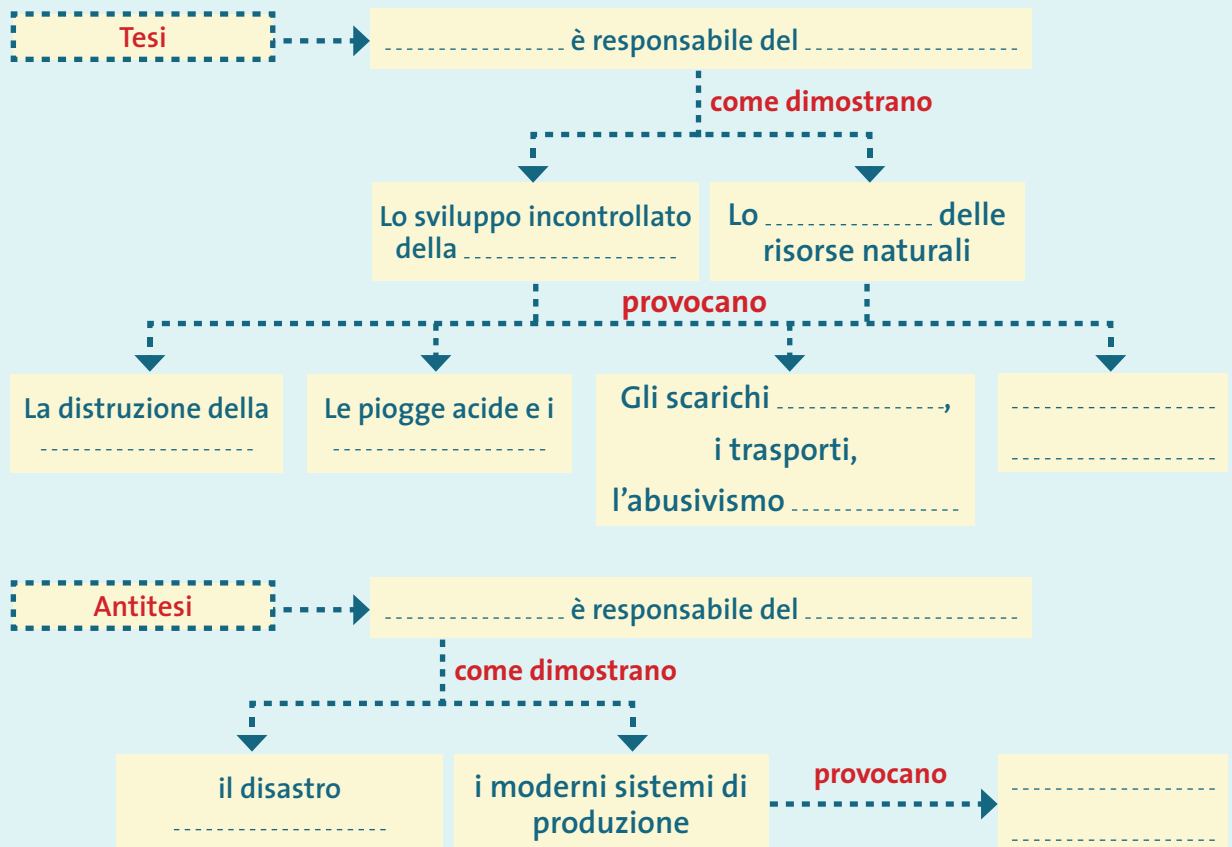 Tesi
è responsabile del
come dimostrano
Lo sviluppo incontrollato
della
Lo delle
risorse naturali
provocano
La distruzione della
Le piogge acide e i
Gli scarichi ,
i trasporti,
l'abusivismo
Antitesi
è responsabile del
come dimostrano
il disastro
i moderni sistemi di
produzione
provocano